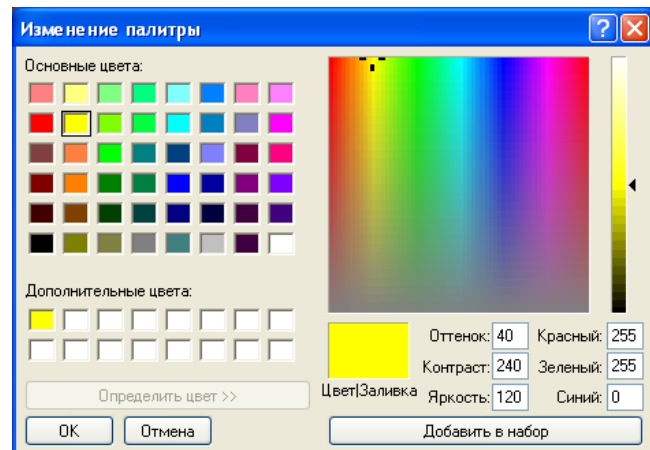 Изменение палитры
Основные цвета:
Дополнительные цвета:
Определить цвет >>
OK
Отмена
Цвет|Заливка
Оттенок: 40
Красный: 255
Контраст: 240
Зеленый: 255
Яркость: 120
Синий: 0
Добавить в набор